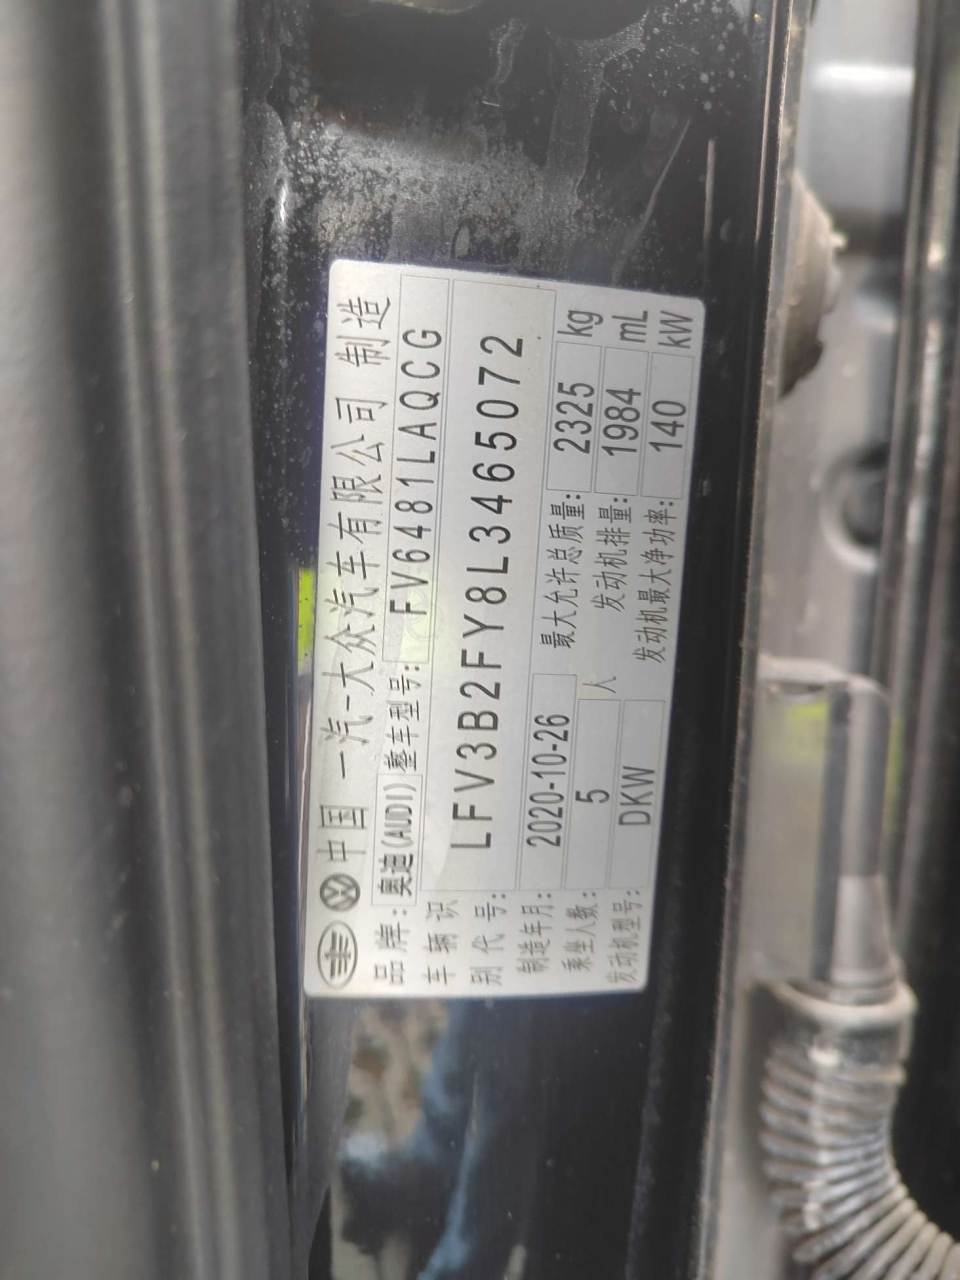 中国 一汽-大众汽车有限公司 制造
品牌: 奥迪(AUDI) 整车型号: FV6481LAQCG
车辆识别代号: LFV3B2FY8L3465072
制造年月: 2020-10-26 最大允许总质量: 2325 kg
乘坐人数: 5 人 发动机排量: 1984 mL
发动机型号: DKW 发动机最大净功率: 140 kW